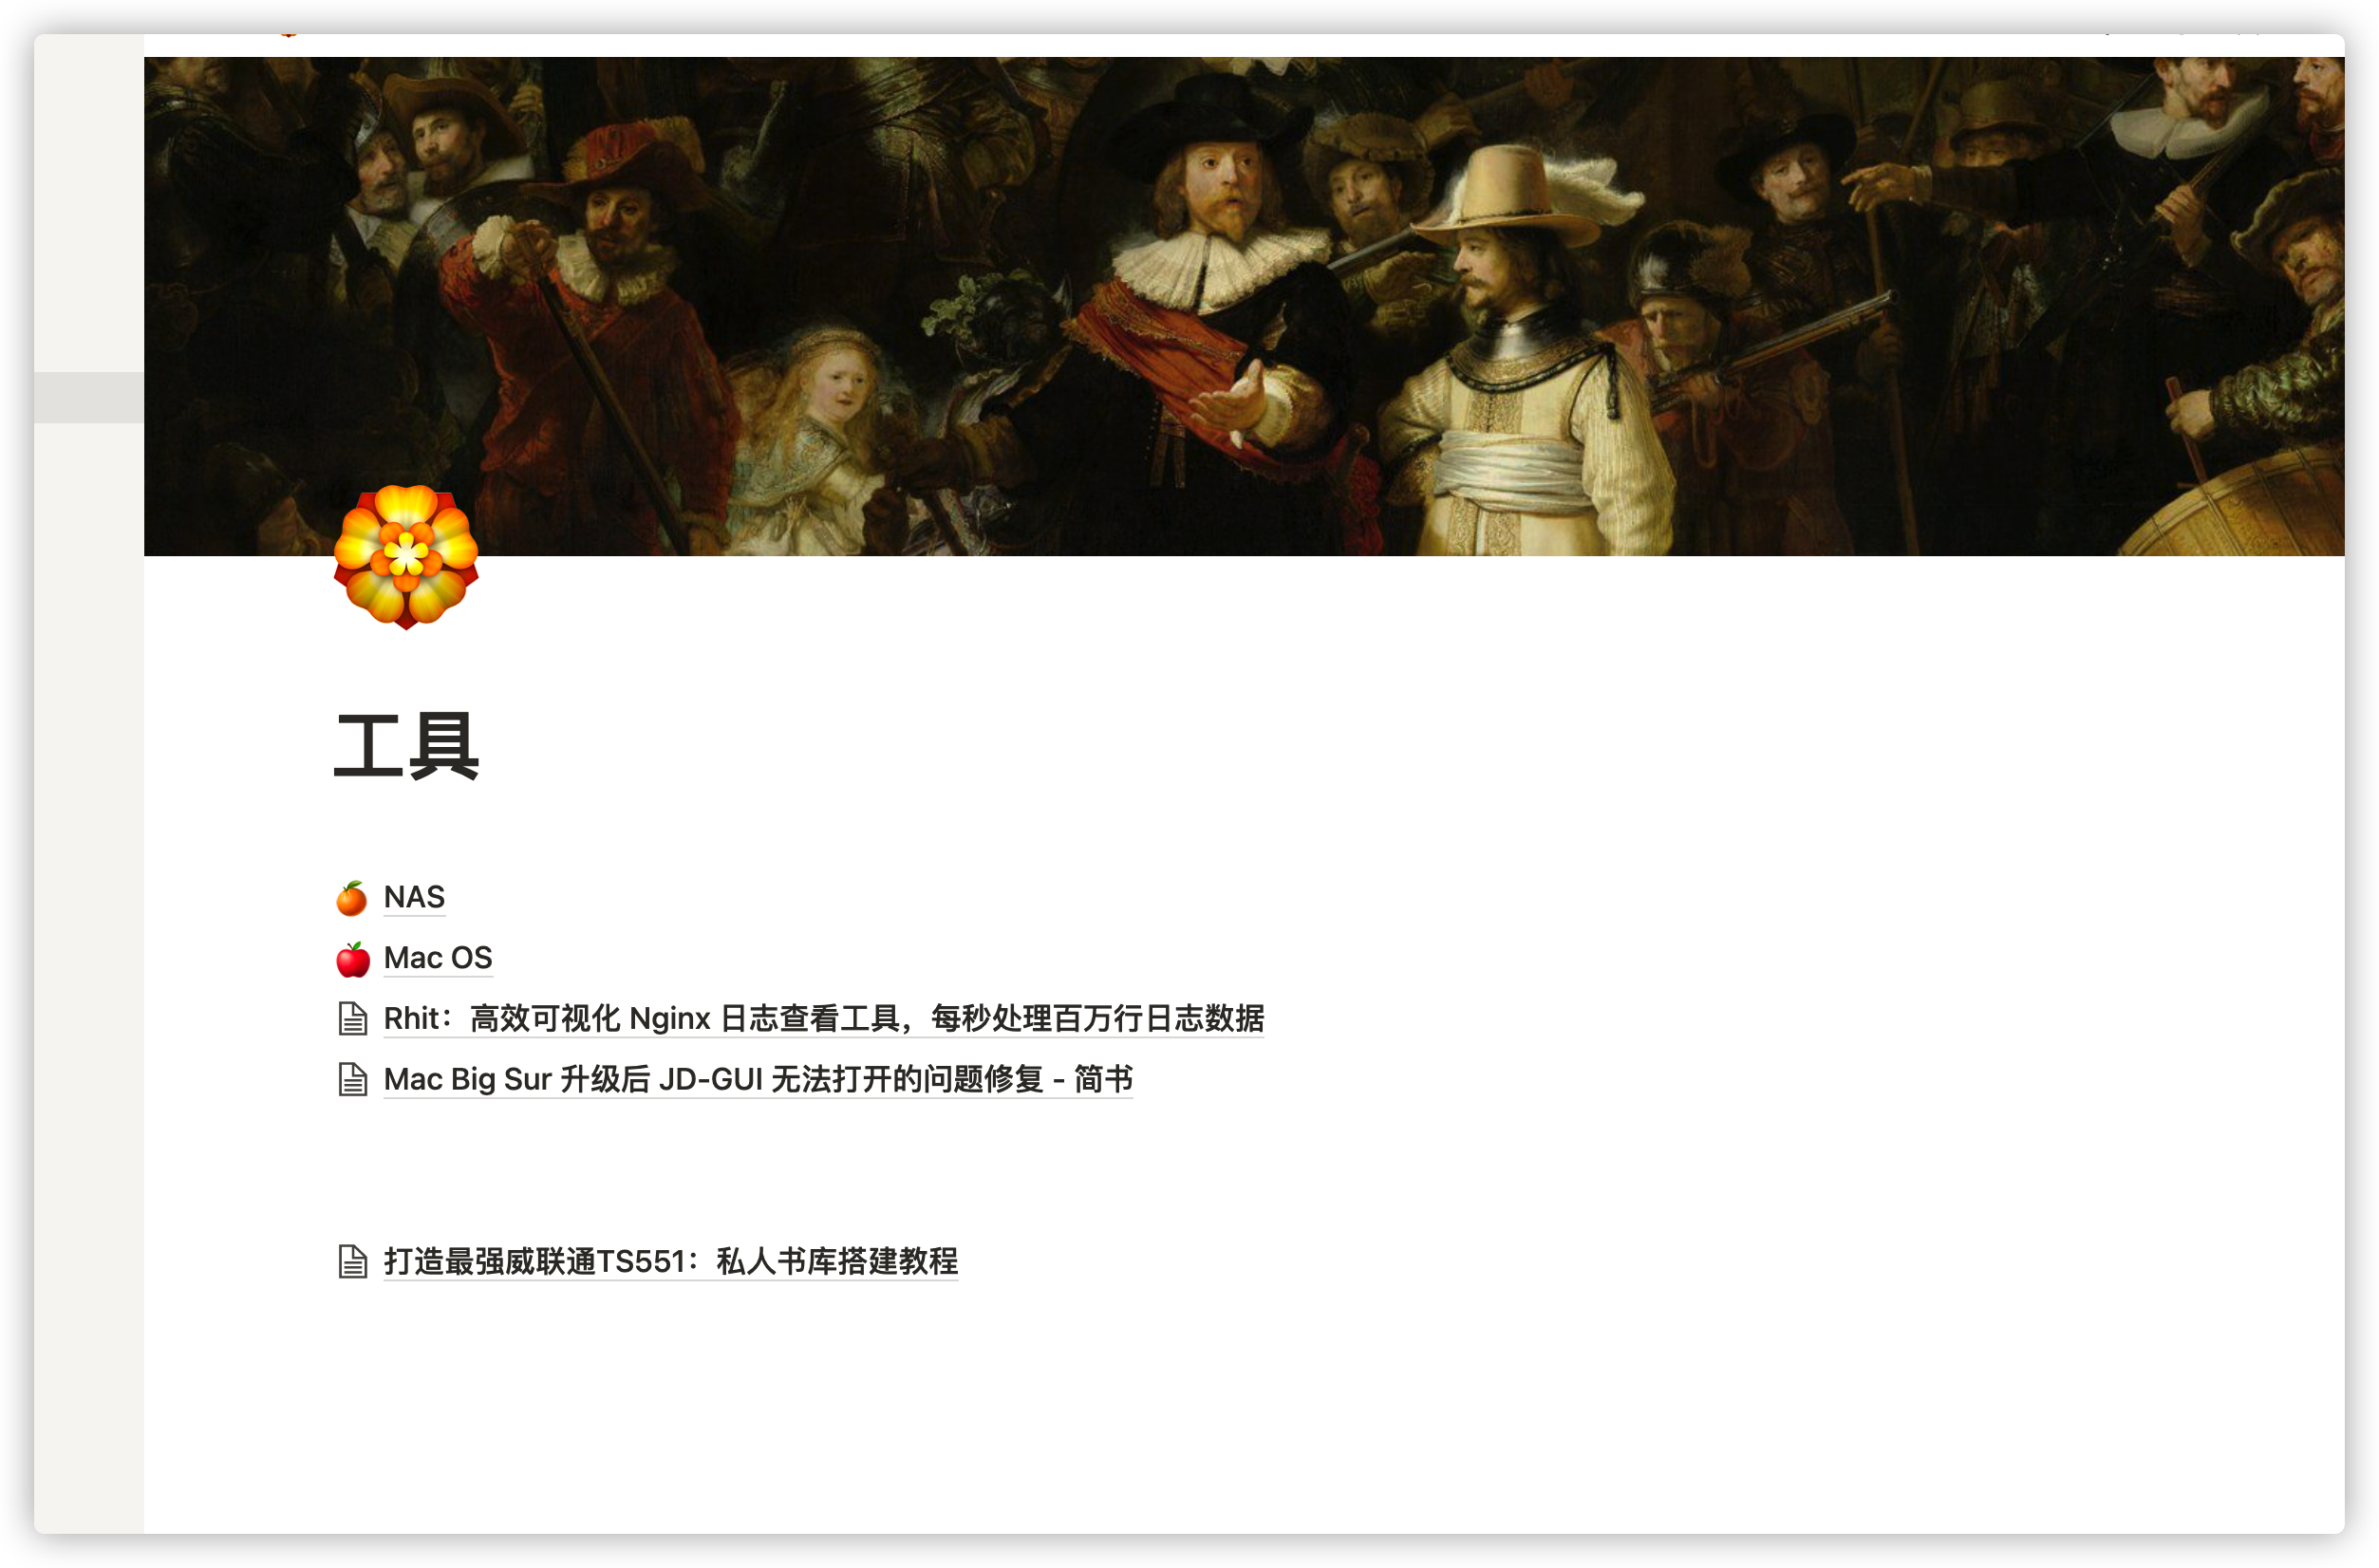 工具
NAS
Mac OS
Rhit：高效可视化 Nginx 日志查看工具，每秒处理百万行日志数据
Mac Big Sur 升级后 JD-GUI 无法打开的问题修复 - 简书
打造最强威联通TS551：私人书库搭建教程